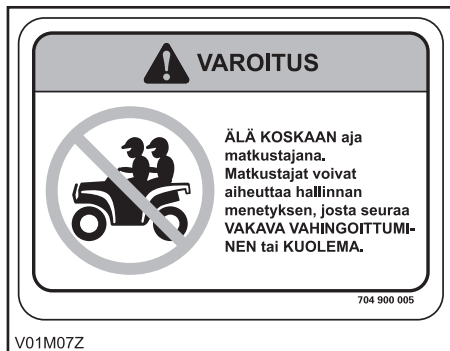 VAROITUS
ÄLÄ KOSKAAN aja
matkustajana.
Matkustajat voivat
aiheuttaa hallinnan
menetyksen, josta seuraa
VAKAVA VAHINGOITTUMI-
NEN tai KUOLEMA.
704 900 005
V01M07Z